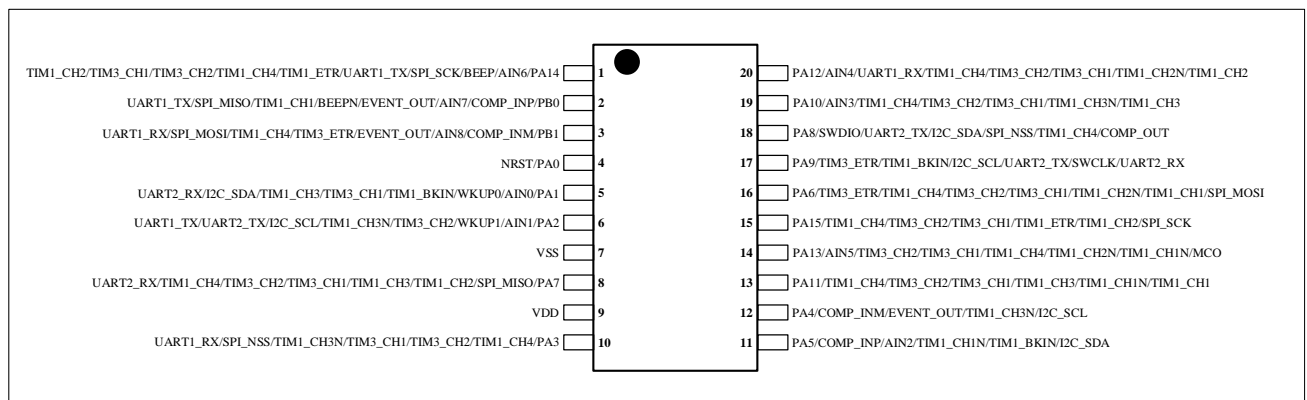 TIM1_CH2/TIM3_CH1/TIM3_CH2/TIM1_CH4/TIM1_ETR/UART1_TX/SPI_SCK/BEEP/AIN6/PA14 1 20 PA12/AIN4/UART1_RX/TIM1_CH4/TIM3_CH2/TIM3_CH1/TIM1_CH2N/TIM1_CH2
UART1_TX/SPI_MISO/TIM1_CH1/BEEPN/EVENT_OUT/AIN7/COMP_INP/PB0 2 19 PA10/AIN3/TIM1_CH4/TIM3_CH2/TIM3_CH1/TIM1_CH3N/TIM1_CH3
UART1_RX/SPI_MOSI/TIM1_CH4/TIM3_ETR/EVENT_OUT/AIN8/COMP_INM/PB1 3 18 PA8/SWDIO/UART2_TX/I2C_SDA/SPI_NSS/TIM1_CH4/COMP_OUT
NRST/PA0 4 17 PA9/TIM3_ETR/TIM1_BKIN/I2C_SCL/UART2_TX/SWCLK/UART2_RX
UART2_RX/I2C_SDA/TIM1_CH3/TIM3_CH1/TIM1_BKIN/WKUP0/AIN0/PA1 5 16 PA6/TIM3_ETR/TIM1_CH4/TIM3_CH2/TIM3_CH1/TIM1_CH2N/TIM1_CH1/SPI_MOSI
UART1_TX/UART2_TX/I2C_SCL/TIM1_CH3N/TIM3_CH2/WKUP1/AIN1/PA2 6 15 PA15/TIM1_CH4/TIM3_CH2/TIM3_CH1/TIM1_ETR/TIM1_CH2/SPI_SCK
VSS 7 14 PA13/AIN5/TIM3_CH2/TIM3_CH1/TIM1_CH4/TIM1_CH2N/TIM1_CH1N/MCO
UART2_RX/TIM1_CH4/TIM3_CH2/TIM3_CH1/TIM1_CH3/TIM1_CH2/SPI_MISO/PA7 8 13 PA11/TIM1_CH4/TIM3_CH2/TIM3_CH1/TIM1_CH3/TIM1_CH1N/TIM1_CH1
VDD 9 12 PA4/COMP_INM/EVENT_OUT/TIM1_CH3N/I2C_SCL
UART1_RX/SPI_NSS/TIM1_CH3N/TIM3_CH1/TIM3_CH2/TIM1_CH4/PA3 10 11 PA5/COMP_INP/AIN2/TIM1_CH1N/TIM1_BKIN/I2C_SDA